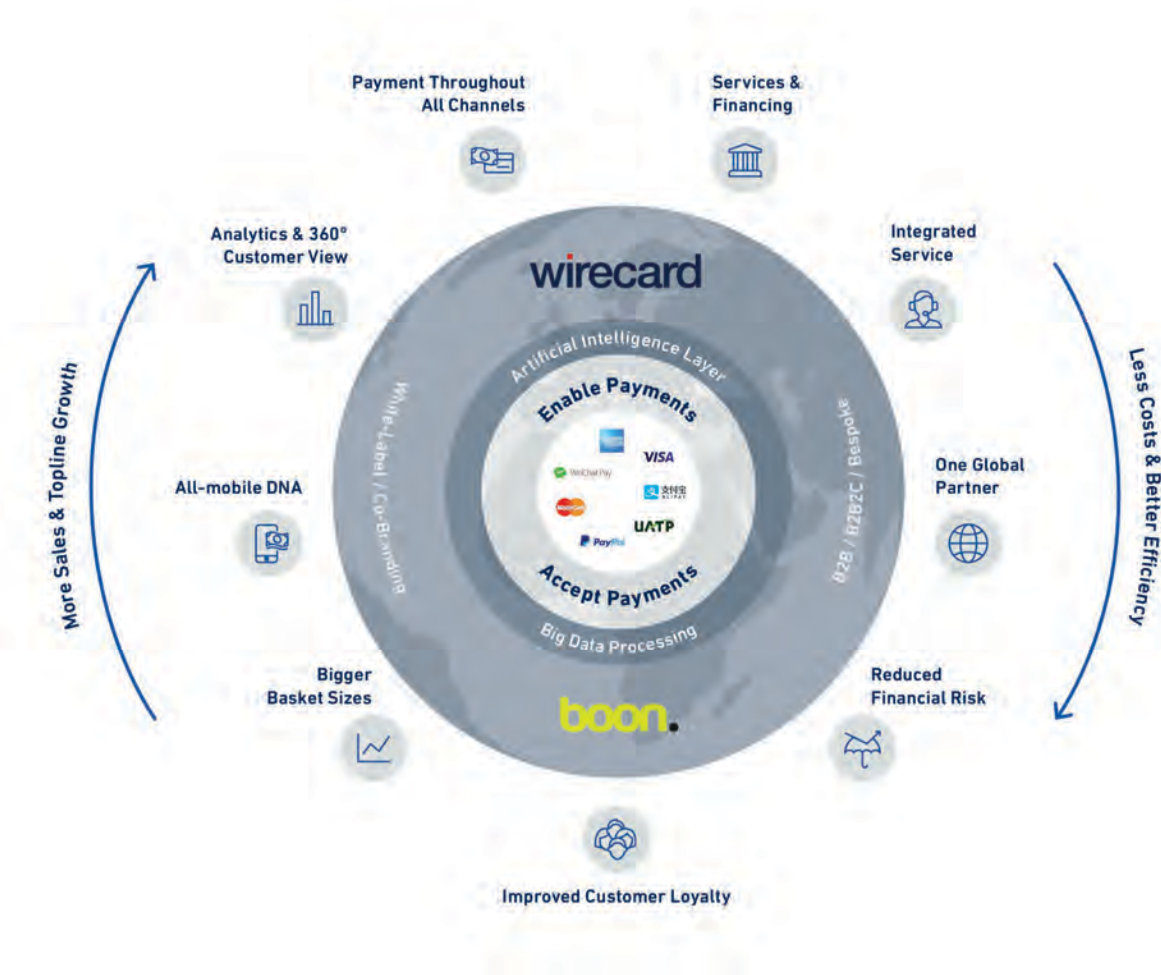 Payment Throughout
All Channels
Services &
Financing
Analytics & 360°
Customer View
Integrated
Service
wirecard
Artificial Intelligence Layer
Enable Payments
White-Label / Co-Branding
B2B / B2B2C / Bespoke
More Sales & Topline Growth
Less Costs & Better Efficiency
VISA
WeChat Pay
支付宝
ALIPAY
MasterCard
UATP
PayPal
All-mobile DNA
One Global
Partner
Accept Payments
Big Data Processing
Bigger
Basket Sizes
Reduced
Financial Risk
boon.
Improved Customer Loyalty